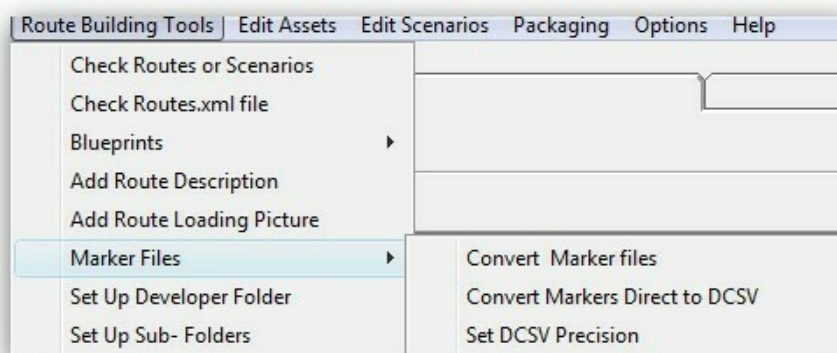 Route Building Tools Edit Assets Edit Scenarios Packaging Options Help
Check Routes or Scenarios
Check Routes.xml file
Blueprints
Add Route Description
Add Route Loading Picture
Marker Files
Convert Marker files
Set Up Developer Folder
Convert Markers Direct to DCSV
Set Up Sub- Folders
Set DCSV Precision